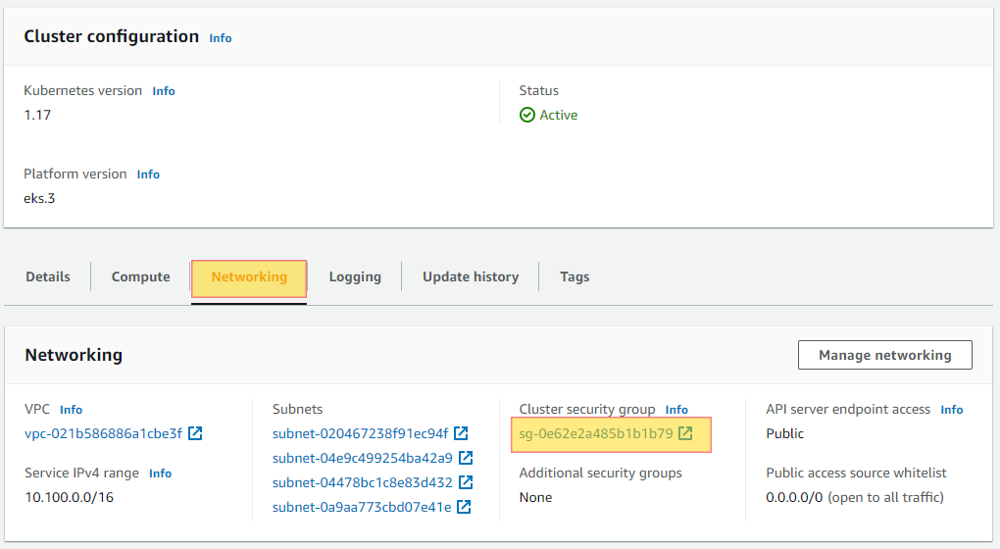 Cluster configuration Info
Kubernetes version Info
1.17
Status
Active
Platform version Info
eks.3
Details Compute Networking Logging Update history Tags
Networking
Manage networking
VPC Info
vpc-021b586886a1cbe3f
Service IPv4 range Info
10.100.0.0/16
Subnets
subnet-020467238f91ec94f
subnet-04e9c499254ba42a9
subnet-04478bc1c8e83d432
subnet-0a9aa773cbd07e41e
Cluster security group Info
sg-0e62e2a485b1b1b79
Additional security groups
None
API server endpoint access Info
Public
Public access source whitelist
0.0.0.0/0 (open to all traffic)